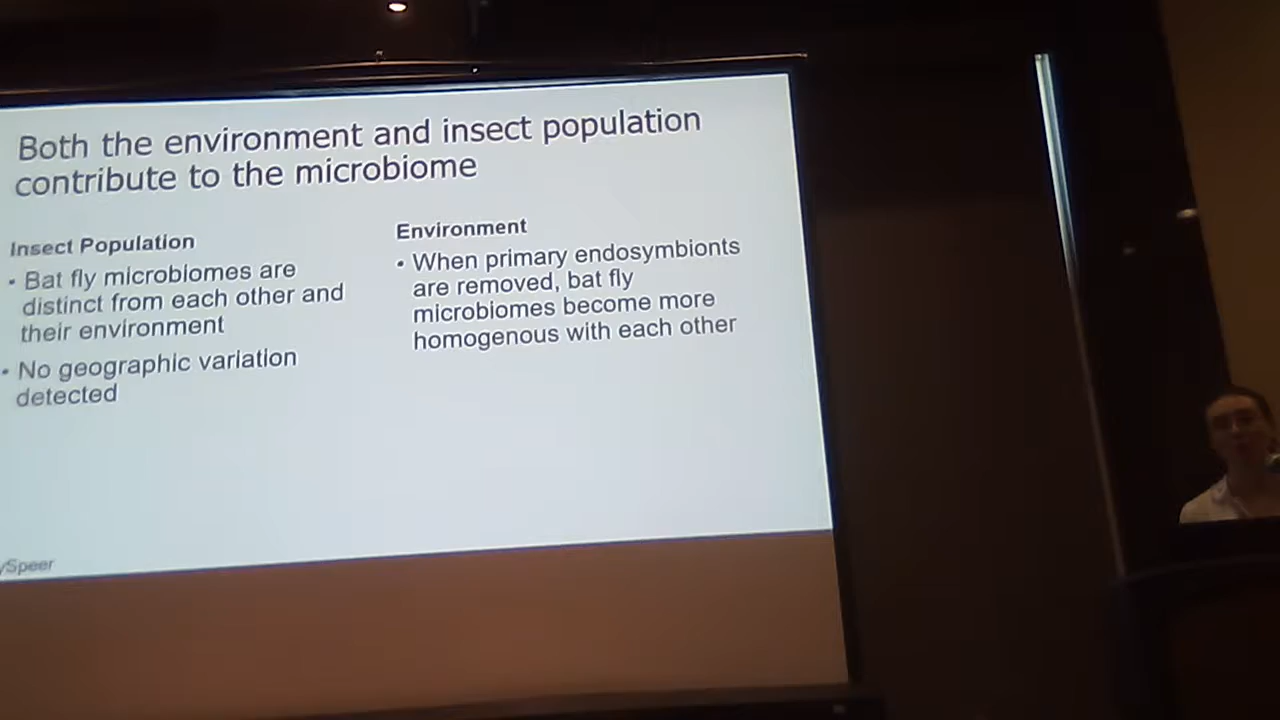 Both the environment and insect population
contribute to the microbiome
Insect Population
• Bat fly microbiomes are
distinct from each other and
their environment
• No geographic variation
detected
Environment
• When primary endosymbionts
are removed, bat fly
microbiomes become more
homogenous with each other
ySpeer